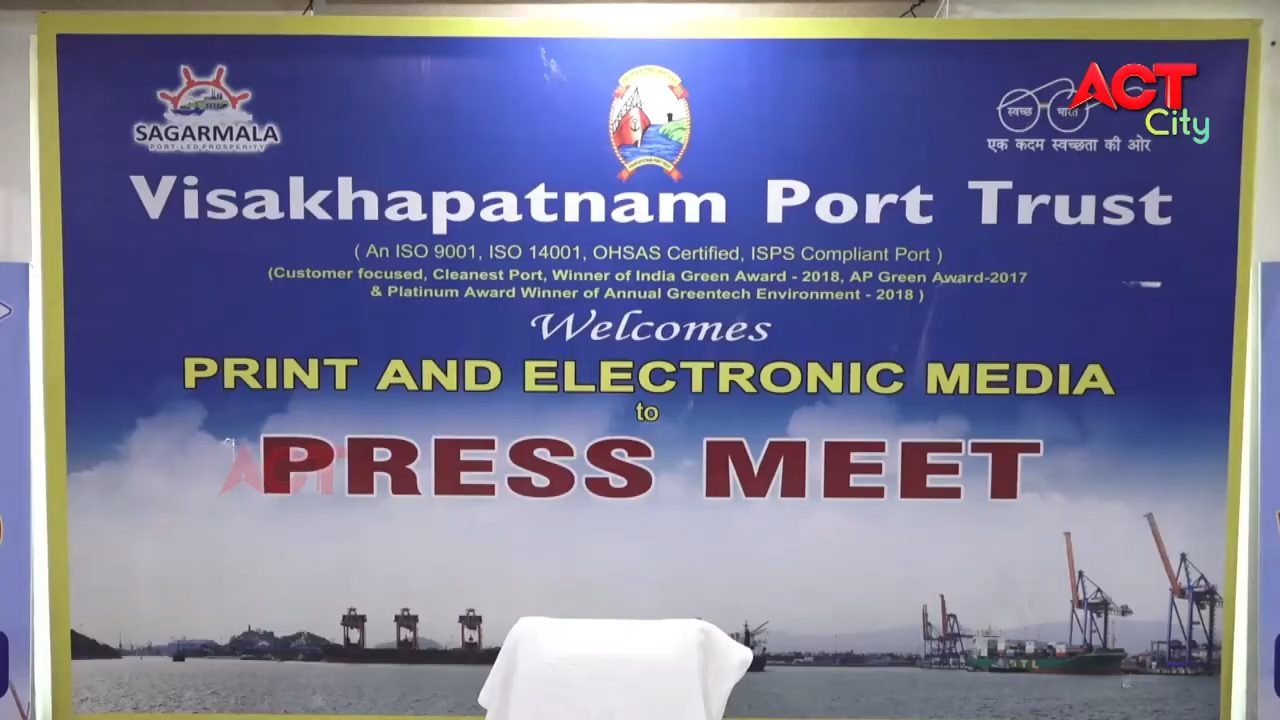 SAGARMALA
PORT-LED PROSPERITY
स्वच्छ भारत
एक कदम स्वच्छता की ओर
ACT
City
Visakhapatnam Port Trust
( An ISO 9001, ISO 14001, OHSAS Certified, ISPS Compliant Port )
(Customer focused, Cleanest Port, Winner of India Green Award - 2018, AP Green Award-2017
& Platinum Award Winner of Annual Greentech Environment - 2018 )
Welcomes
PRINT AND ELECTRONIC MEDIA
to
PRESS MEET
ACT